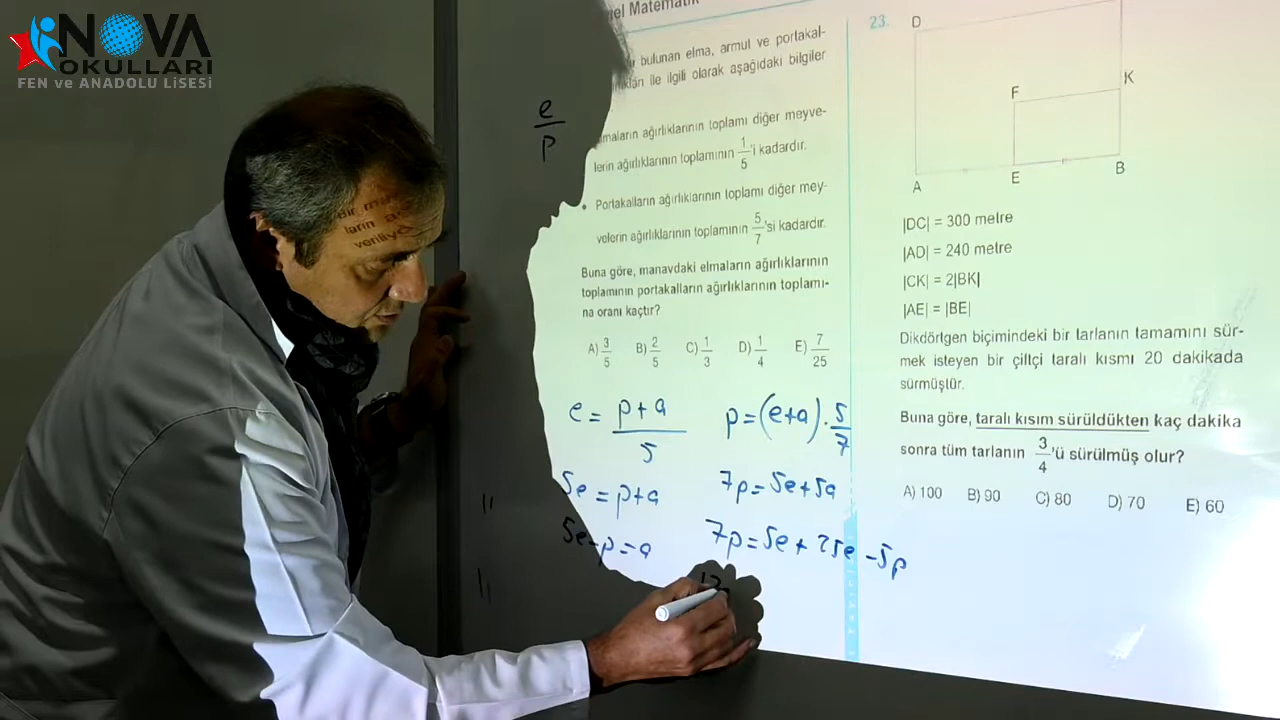 NOVA
OKULLARI
FEN ve ANADOLU LİSESİ
Matematik
bulunan elma, armul ve portakal-
ile ilgili olarak aşağıdaki bilgiler
ağırlıklarının toplamı diğer meyve-
lerin ağırlıklarının toplamının 1/5'i kadardır.
• Portakalların ağırlıklarının toplamı diğer mey-
velerin ağırlıklarının toplamının 5/7'si kadardır.
Buna göre, manavdaki elmaların ağırlıklarının
toplamının portakalların ağırlıklarının toplamı-
na oranı kaçtır?
A) 3/5 B) 2/5 C) 1/3 D) 1/4 E) 7/25
e/p
e = p+a/5
5e = p+a
5e-p=a
p=(e+a).5/7
7p=5e+5a
7p=5e+25e-5p
12
Bir
ların
veriliyo
23.
D
F
K
A
E
B
|DC| = 300 metre
|AD| = 240 metre
|CK| = 2|BK|
|AE| = |BE|
Dikdörtgen biçimindeki bir tarlanın tamamını sür-
mek isteyen bir çiftçi taralı kısmı 20 dakikada
sürmüştür.
Buna göre, taralı kısım sürüldükten kaç dakika
sonra tüm tarlanın 3/4'ü sürülmüş olur?
A) 100 B) 90 C) 80 D) 70 E) 60